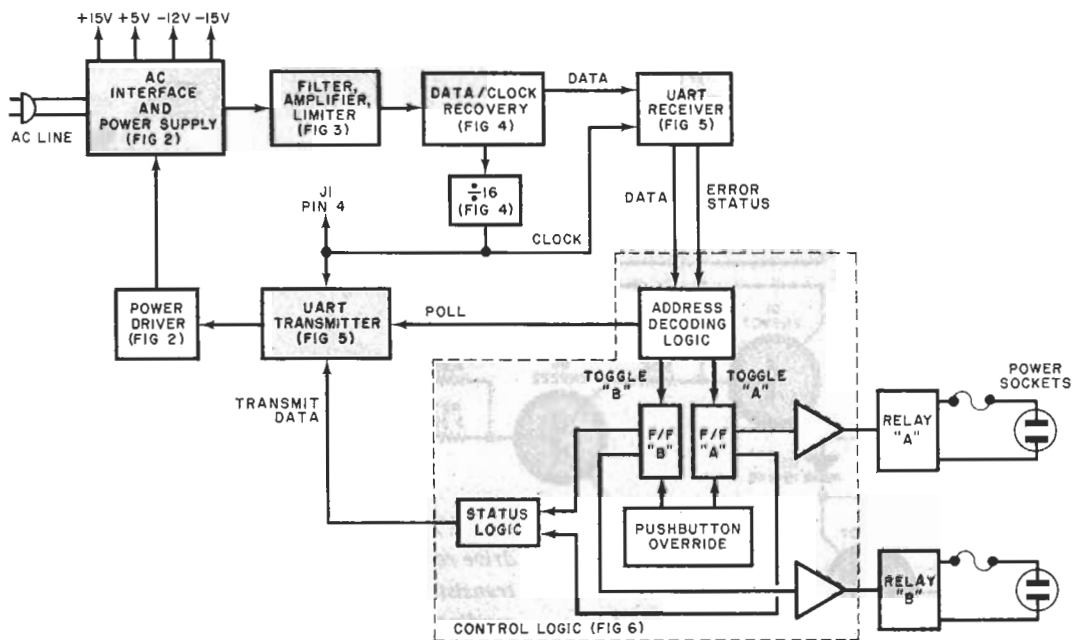 +15V +5V -12V -15V
AC
INTERFACE
AND
POWER SUPPLY
(FIG 2)
AC LINE
FILTER,
AMPLIFIER,
LIMITER
(FIG 3)
DATA/CLOCK
RECOVERY
(FIG 4)
DATA
UART
RECEIVER
(FIG 5)
÷16
(FIG 4)
J1
PIN 4
CLOCK
DATA
ERROR
STATUS
POWER
DRIVER
(FIG 2)
UART
TRANSMITTER
(FIG 5)
POLL
ADDRESS
DECODING
LOGIC
TRANSMIT
DATA
TOGGLE
"B"
TOGGLE
"A"
F/F
"B"
F/F
"A"
RELAY
"A"
POWER
SOCKETS
STATUS
LOGIC
PUSHBUTTON
OVERRIDE
RELAY
"B"
CONTROL LOGIC (FIG 6)